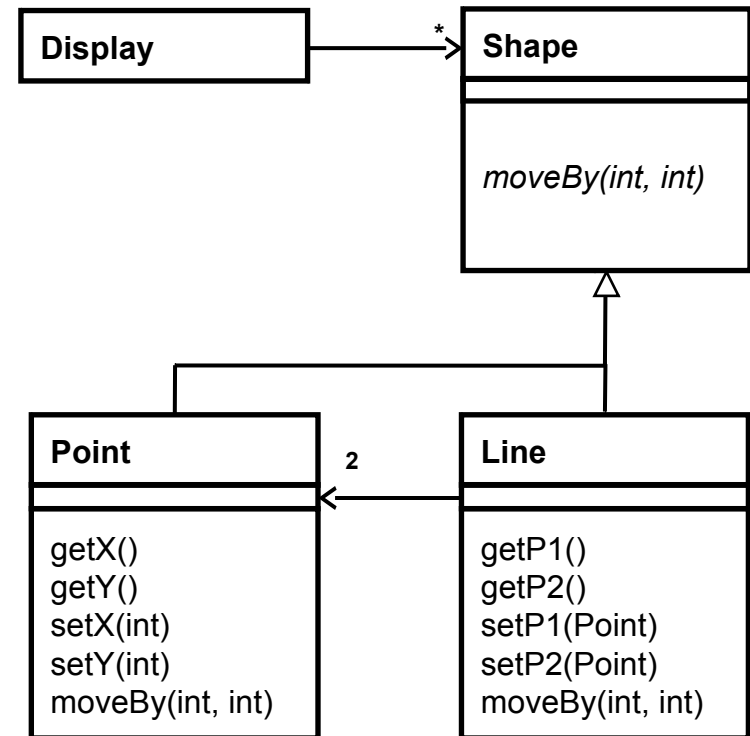 Display
*
Shape
moveBy(int, int)
Point
2
Line
getX()
getY()
setX(int)
setY(int)
moveBy(int, int)
getP1()
getP2()
setP1(Point)
setP2(Point)
moveBy(int, int)